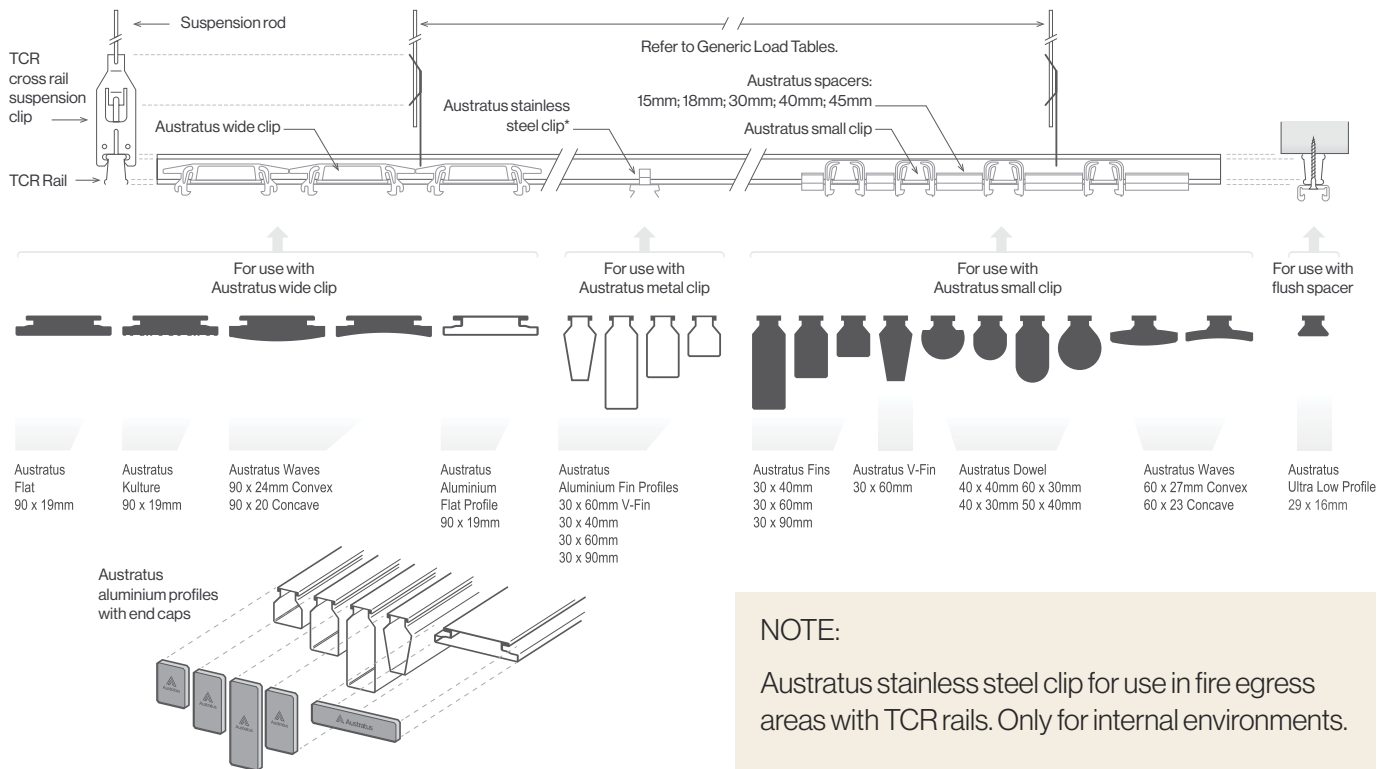 Suspension rod
TCR
cross rail
suspension
clip
TCR Rail
Refer to Generic Load Tables.
Austratus wide clip
Austratus stainless
steel clip*
Austratus spacers:
15mm; 18mm; 30mm; 40mm; 45mm
Austratus small clip
For use with
Austratus wide clip
For use with
Austratus metal clip
For use with
Austratus small clip
For use with
flush spacer
Austratus
Flat
90 x 19mm
Austratus
Kulture
90 x 19mm
Austratus Waves
90 x 24mm Convex
90 x 20 Concave
Austratus
Aluminium
Flat Profile
90 x 19mm
Austratus
Aluminium Fin Profiles
30 x 60mm V-Fin
30 x 40mm
30 x 60mm
30 x 90mm
Austratus Fins
30 x 40mm
30 x 60mm
30 x 90mm
Austratus V-Fin
30 x 60mm
Austratus Dowel
40 x 40mm 60 x 30mm
40 x 30mm 50 x 40mm
Austratus Waves
60 x 27mm Convex
60 x 23 Concave
Austratus
Ultra Low Profile
29 x 16mm
Austratus
aluminium profiles
with end caps
Austratus
Austratus
Austratus
Austratus
Austratus
NOTE:
Austratus stainless steel clip for use in fire egress
areas with TCR rails. Only for internal environments.